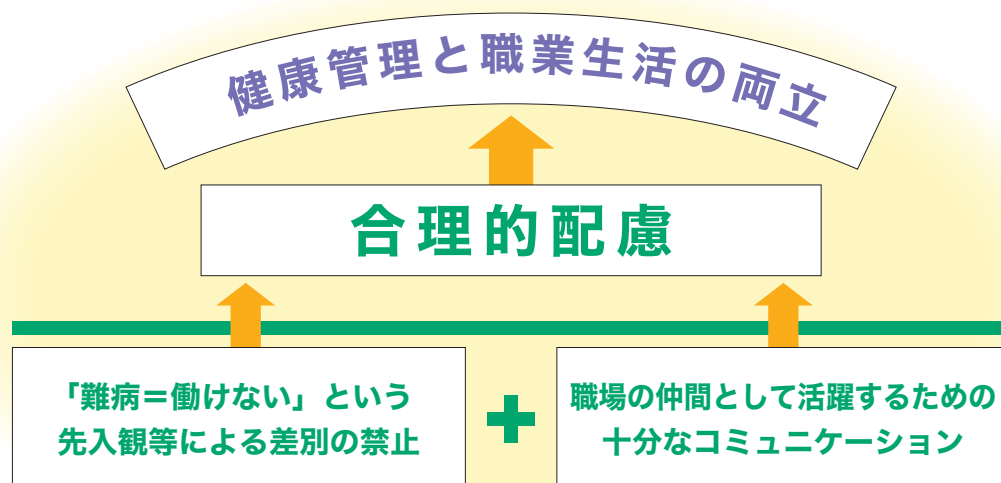 健康管理と職業生活の両立
合理的配慮
「難病＝働けない」という
先入観等による差別の禁止
職場の仲間として活躍するための
十分なコミュニケーション